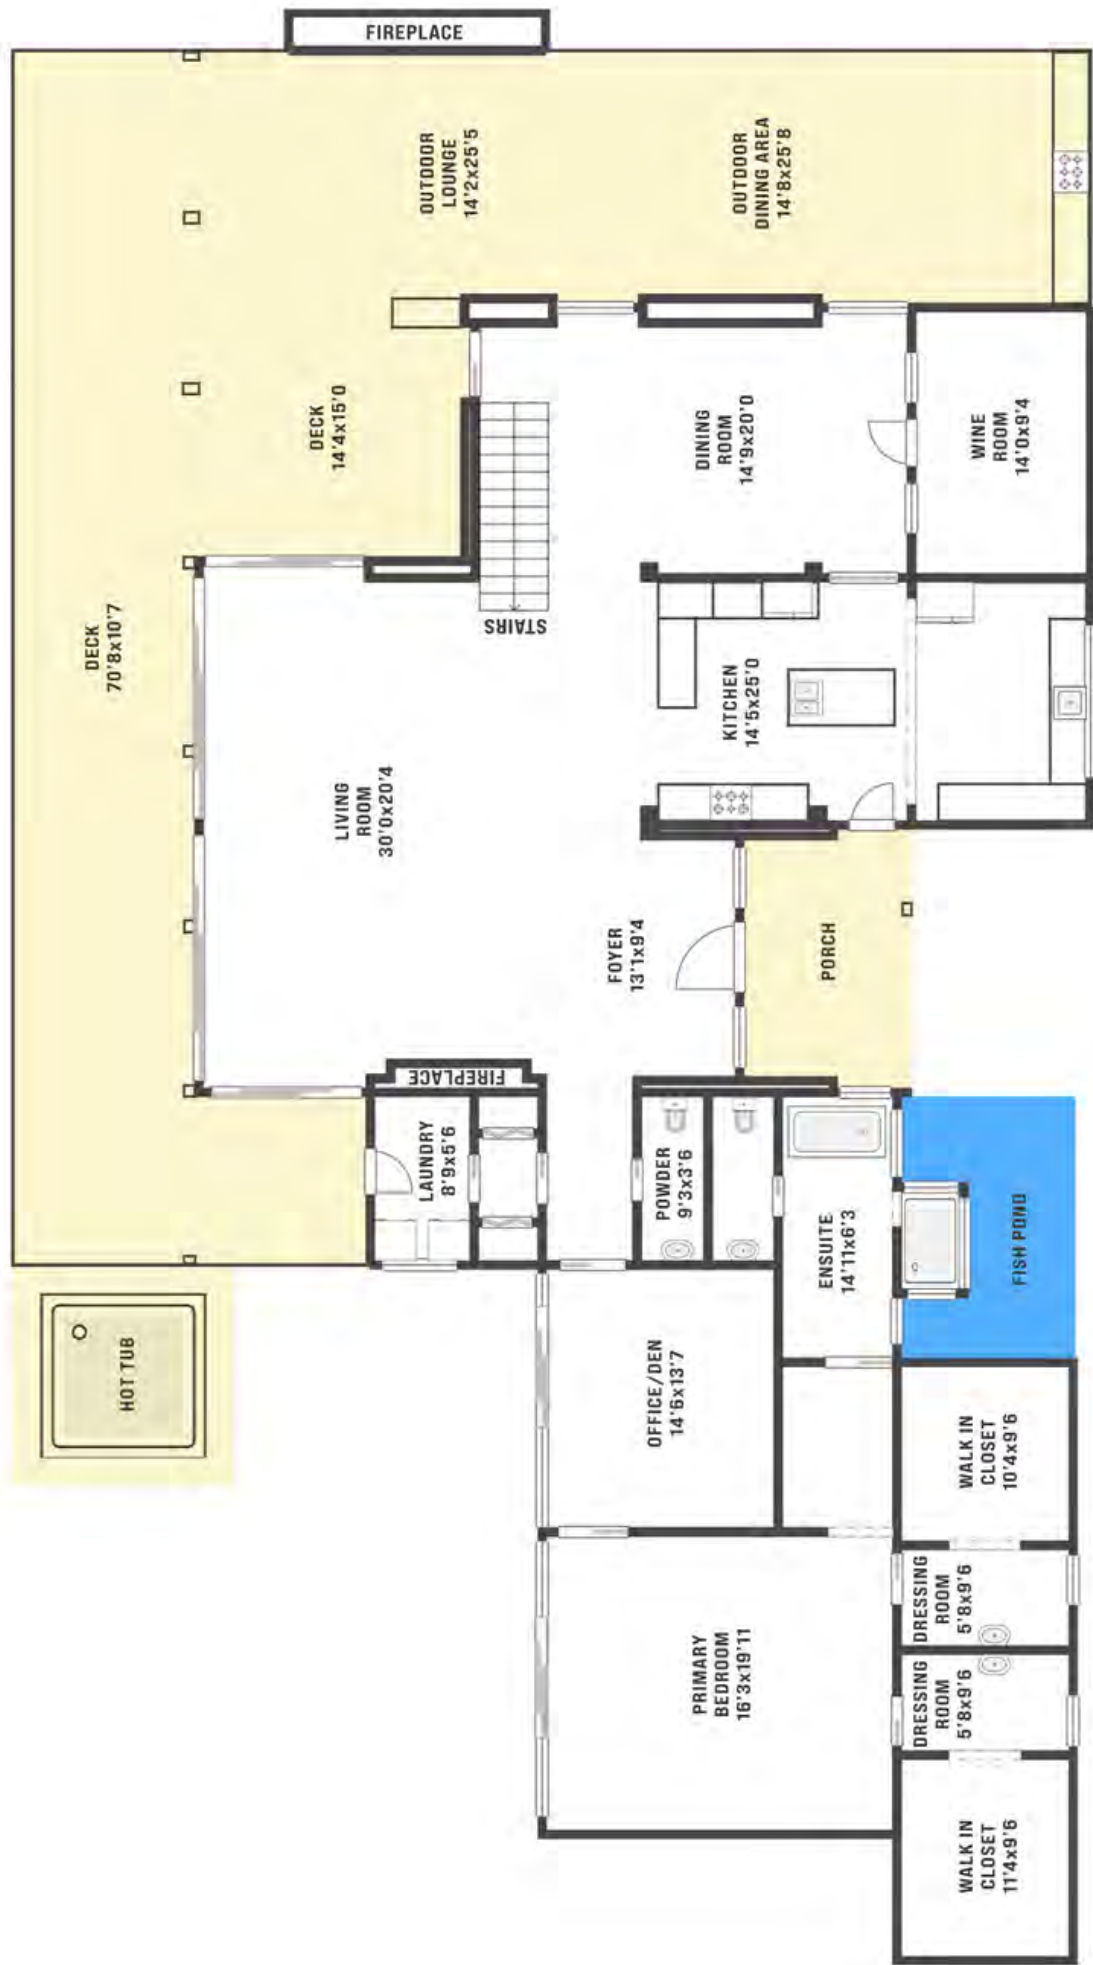 FIREPLACE
OUTDOOR
LOUNGE
14'2x25'5
OUTDOOR
DINING AREA
14'8x25'8
DECK
14'4x15'0
DINING
ROOM
14'9x20'0
WINE
ROOM
14'0x9'4
STAIRS
DECK
70'8x10'7
LIVING
ROOM
30'0x20'4
KITCHEN
14'5x25'0
FOYER
13'1x9'4
PORCH
FIREPLACE
LAUNDRY
8'9x5'6
POWDER
9'3x3'6
ENSUITE
14'11x6'3
FISH POND
HOT TUB
OFFICE/DEN
14'6x13'7
WALK IN
CLOSET
10'4x9'6
DRESSING
ROOM
5'8x9'6
PRIMARY
BEDROOM
16'3x19'11
DRESSING
ROOM
5'8x9'6
WALK IN
CLOSET
11'4x9'6